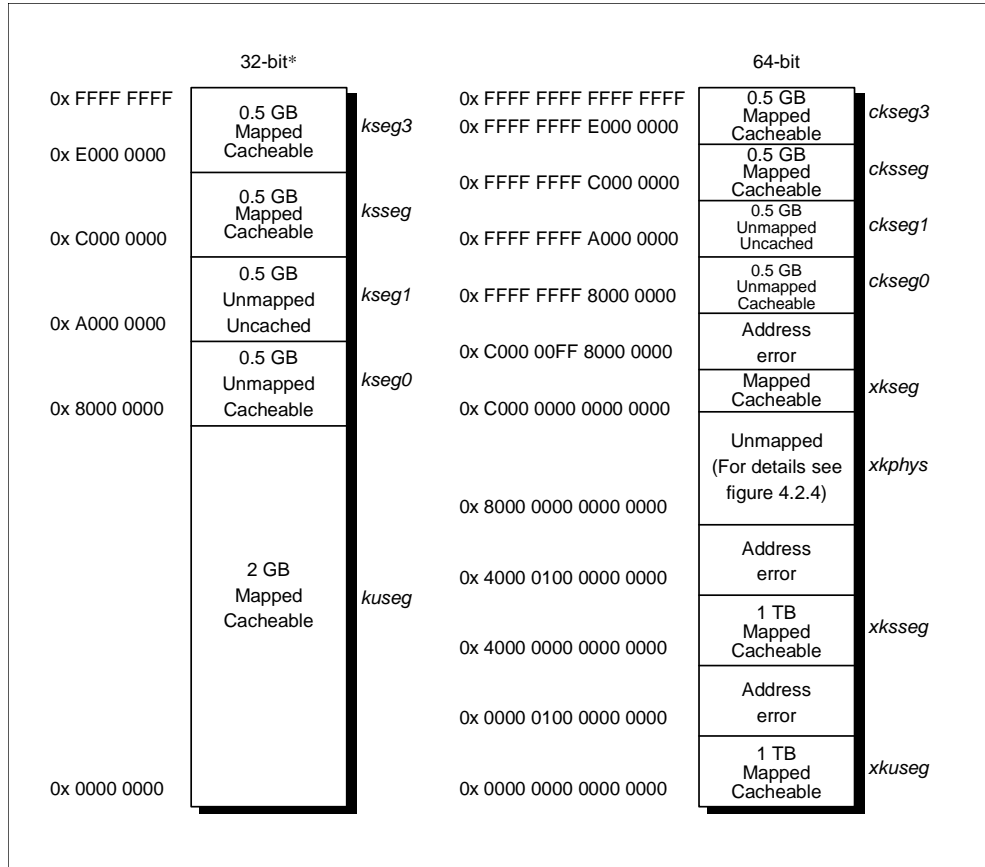 32-bit*
0x FFFF FFFF
0.5 GB
Mapped
Cacheable
kseg3
0x E000 0000
0.5 GB
Mapped
Cacheable
ksseg
0x C000 0000
0.5 GB
Unmapped
Uncached
kseg1
0x A000 0000
0.5 GB
Unmapped
Cacheable
kseg0
0x 8000 0000
2 GB
Mapped
Cacheable
kuseg
0x 0000 0000
64-bit
0x FFFF FFFF FFFF FFFF
0.5 GB
Mapped
Cacheable
ckseg3
0x FFFF FFFF E000 0000
0.5 GB
Mapped
Cacheable
cksseg
0x FFFF FFFF C000 0000
0.5 GB
Unmapped
Uncached
ckseg1
0x FFFF FFFF A000 0000
0.5 GB
Unmapped
Cacheable
ckseg0
0x FFFF FFFF 8000 0000
Address
error
0x C000 00FF 8000 0000
Mapped
Cacheable
xkseg
0x C000 0000 0000 0000
Unmapped
(For details see
figure 4.2.4)
xkphys
0x 8000 0000 0000 0000
Address
error
0x 4000 0100 0000 0000
1 TB
Mapped
Cacheable
xksseg
0x 4000 0000 0000 0000
Address
error
0x 0000 0100 0000 0000
1 TB
Mapped
Cacheable
xkuseg
0x 0000 0000 0000 0000